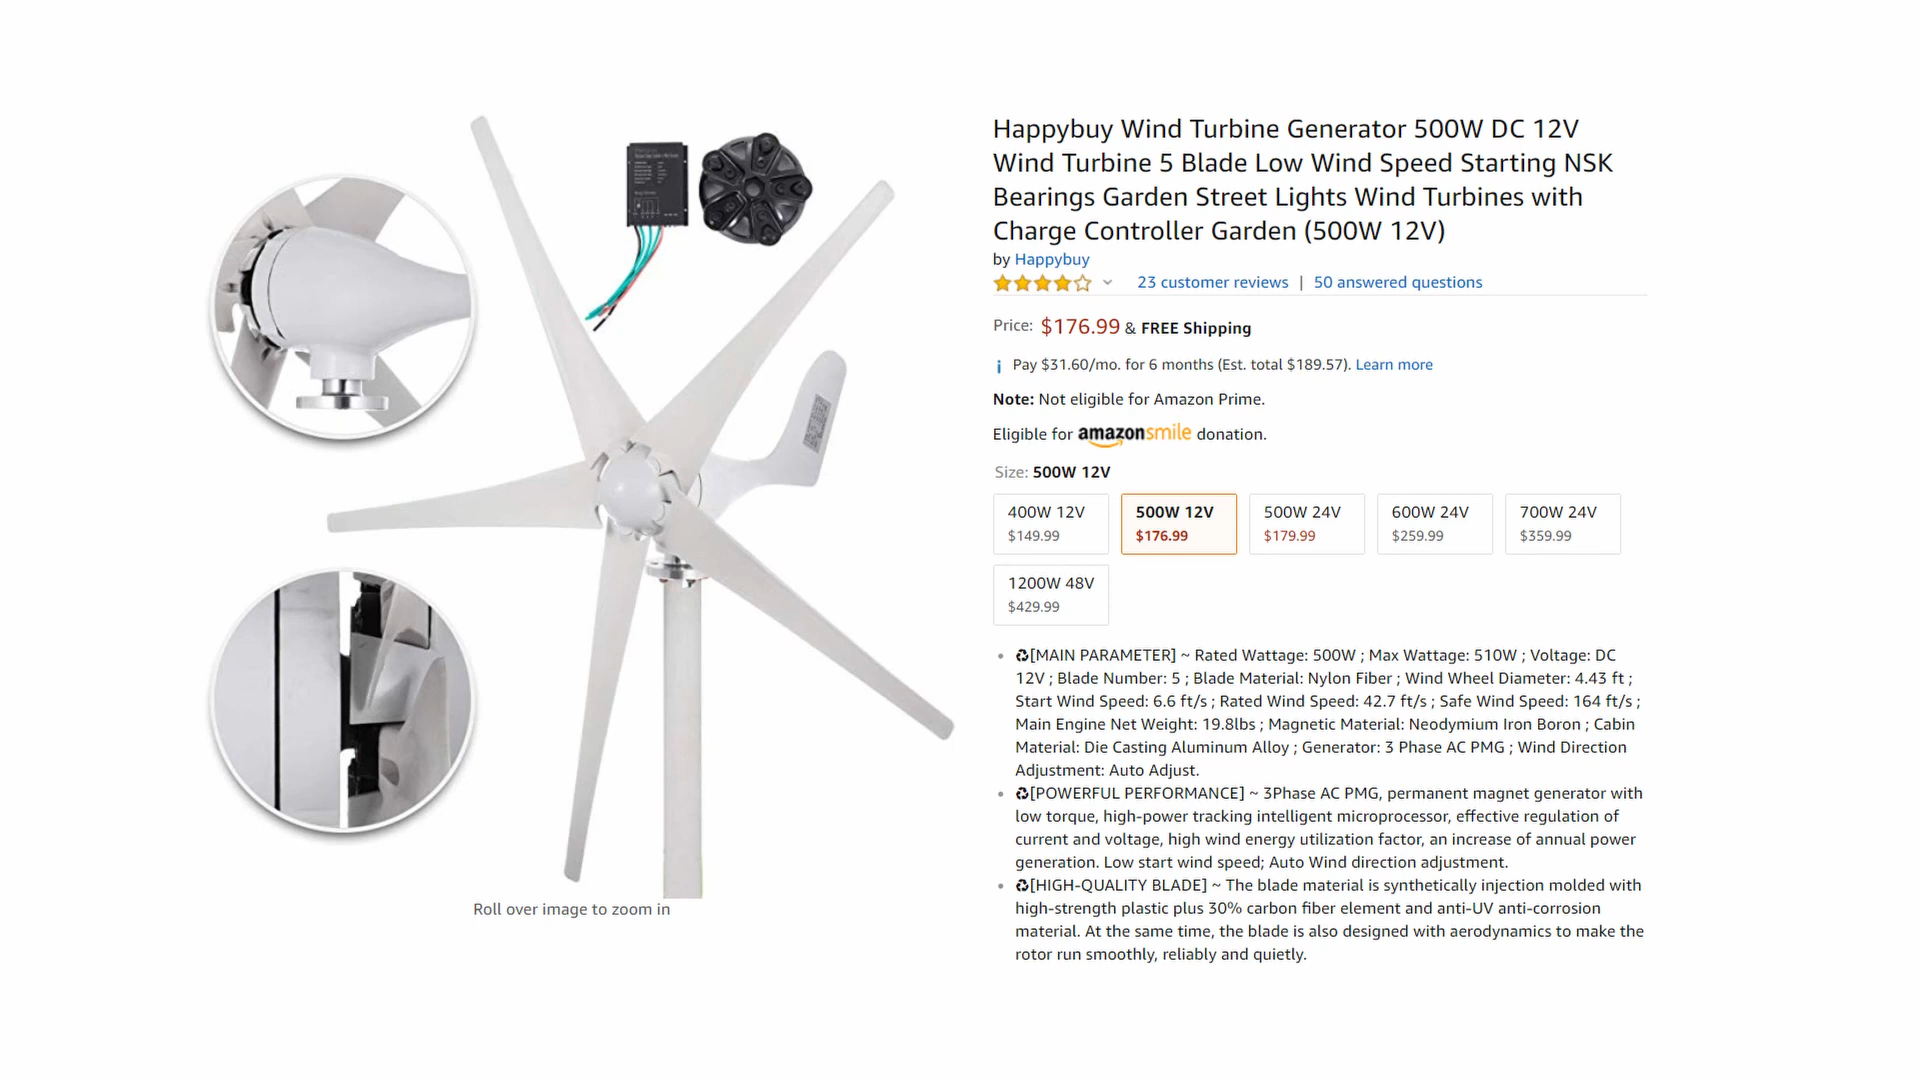 Happybuy Wind Turbine Generator 500W DC 12V
Wind Turbine 5 Blade Low Wind Speed Starting NSK
Bearings Garden Street Lights Wind Turbines with
Charge Controller Garden (500W 12V)
by Happybuy
23 customer reviews | 50 answered questions
Price: $176.99 & FREE Shipping
Pay $31.60/mo. for 6 months (Est. total $189.57). Learn more
Note: Not eligible for Amazon Prime.
Eligible for amazonsmile donation.
Size: 500W 12V
400W 12V
$149.99
500W 12V
$176.99
500W 24V
$179.99
600W 24V
$259.99
700W 24V
$359.99
1200W 48V
$429.99
♻[MAIN PARAMETER] ~ Rated Wattage: 500W ; Max Wattage: 510W ; Voltage: DC
12V ; Blade Number: 5 ; Blade Material: Nylon Fiber ; Wind Wheel Diameter: 4.43 ft ;
Start Wind Speed: 6.6 ft/s ; Rated Wind Speed: 42.7 ft/s ; Safe Wind Speed: 164 ft/s ;
Main Engine Net Weight: 19.8lbs ; Magnetic Material: Neodymium Iron Boron ; Cabin
Material: Die Casting Aluminum Alloy ; Generator: 3 Phase AC PMG ; Wind Direction
Adjustment: Auto Adjust.
♻[POWERFUL PERFORMANCE] ~ 3Phase AC PMG, permanent magnet generator with
low torque, high-power tracking intelligent microprocessor, effective regulation of
current and voltage, high wind energy utilization factor, an increase of annual power
generation. Low start wind speed; Auto Wind direction adjustment.
♻[HIGH-QUALITY BLADE] ~ The blade material is synthetically injection molded with
high-strength plastic plus 30% carbon fiber element and anti-UV anti-corrosion
material. At the same time, the blade is also designed with aerodynamics to make the
rotor run smoothly, reliably and quietly.
Roll over image to zoom in